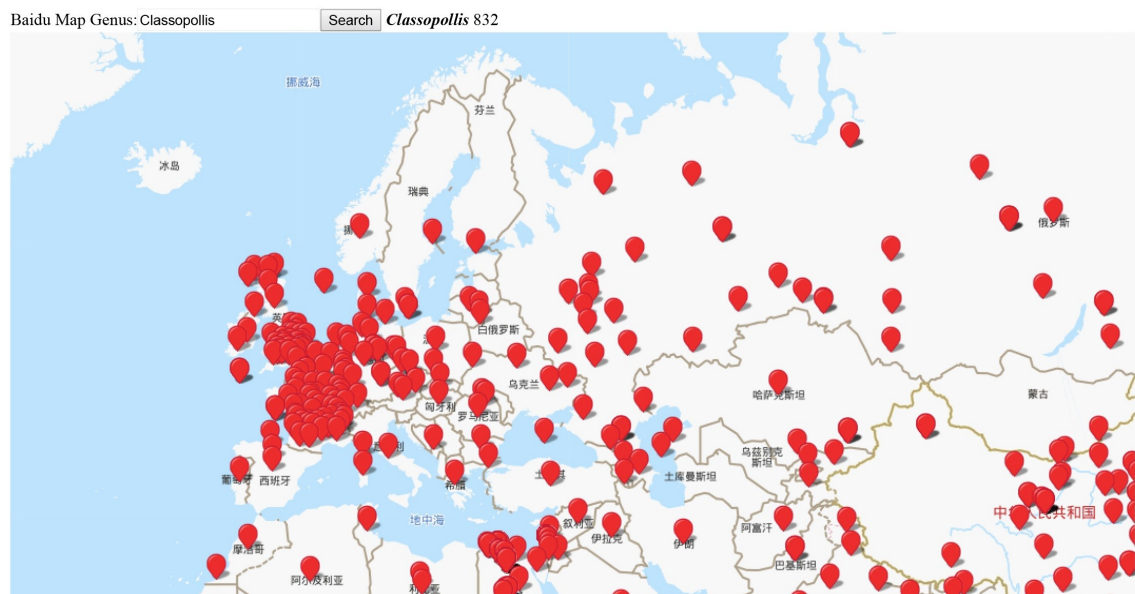 Baidu Map Genus: Classopollis Search Classopollis 832
挪威海
芬兰
冰岛
瑞典
俄罗斯
白俄罗斯
乌克兰
哈萨克斯坦
蒙古
匈牙利
罗马尼亚
乌兹别克
斯坦
土库曼斯坦
西班牙
希腊
地中海
叙利亚
伊拉克
伊朗
阿富汗
中华人民共和国
摩洛哥
阿尔及利亚
巴基斯坦